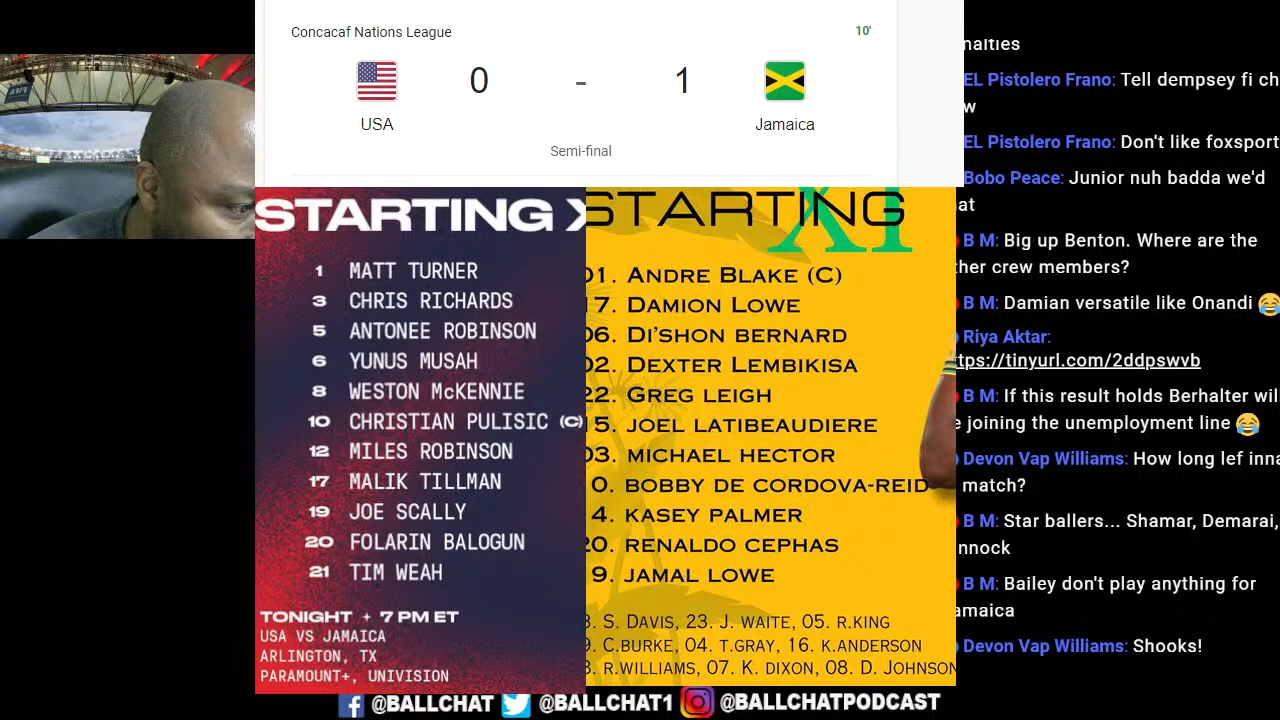 Concacaf Nations League
10'
0 - 1
USA
Jamaica
Semi-final
STARTING X
1 MATT TURNER
3 CHRIS RICHARDS
5 ANTONEE ROBINSON
6 YUNUS MUSAH
8 WESTON McKENNIE
10 CHRISTIAN PULISIC (C)
12 MILES ROBINSON
17 MALIK TILLMAN
19 JOE SCALLY
20 FOLARIN BALOGUN
21 TIM WEAH
TONIGHT + 7 PM ET
USA VS JAMAICA
ARLINGTON, TX
PARAMOUNT+, UNIVISION
STARTING
XI
01. ANDRE BLAKE (C)
17. DAMION LOWE
06. DI'SHON BERNARD
02. DEXTER LEMBIKISA
22. GREG LEIGH
15. JOEL LATIBEAUDIERE
03. MICHAEL HECTOR
0. BOBBY DE CORDOVA-REID
4. KASEY PALMER
20. RENALDO CEPHAS
9. JAMAL LOWE
S. DAVIS, 23. J. WAITE, 05. R.KING
C.BURKE, 04. T.GRAY, 16. K.ANDERSON
R.WILLIAMS, 07. K. DIXON, 08. D. JOHNSON
nalties
EL Pistolero Frano: Tell dempsey fi ch
w
EL Pistolero Frano: Don't like foxsport
Bobo Peace: Junior nuh badda we'd
at
B M: Big up Benton. Where are the
ther crew members?
B M: Damian versatile like Onandi 😂
Riya Aktar:
ttps://tinyurl.com/2ddpswvb
B M: If this result holds Berhalter wil
e joining the unemployment line 😂
Devon Vap Williams: How long lef inna
match?
B M: Star ballers... Shamar, Demarai,
nnock
B M: Bailey don't play anything for
amaica
Devon Vap Williams: Shooks!
@BALLCHAT @BALLCHAT1 @BALLCHATPODCAST